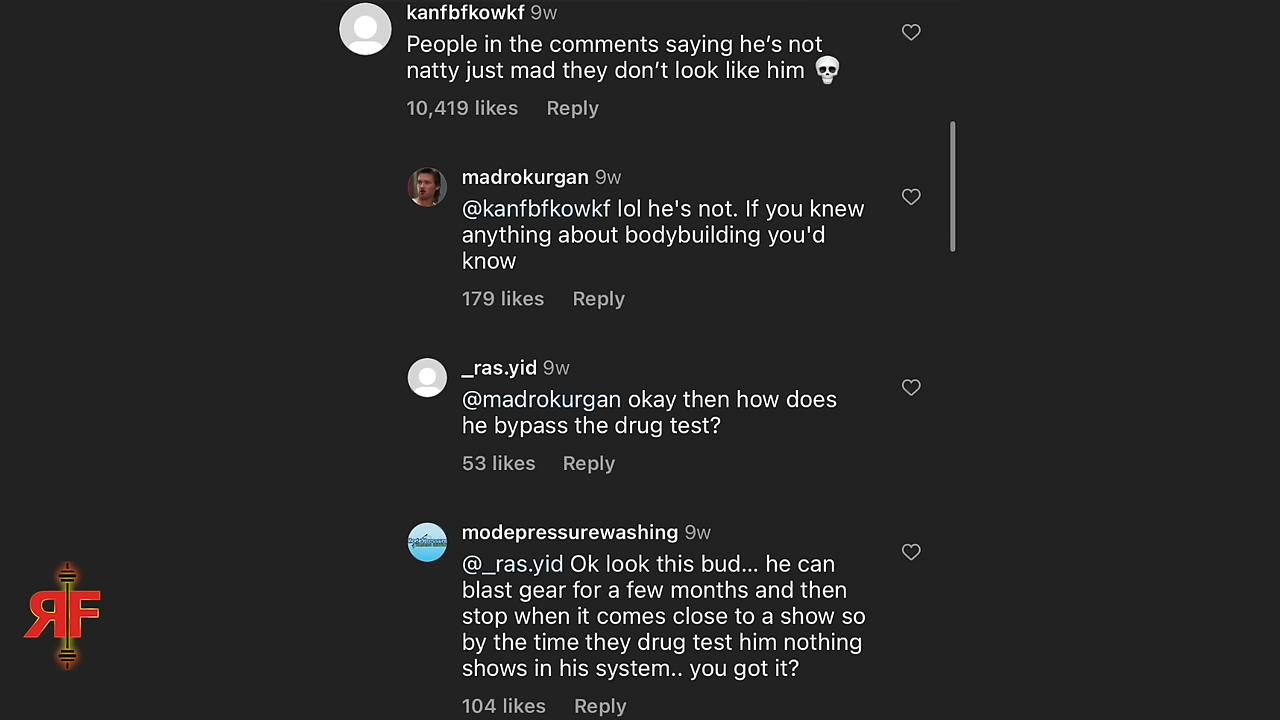 kanfbfkowkf 9w
People in the comments saying he’s not
natty just mad they don’t look like him 💀
10,419 likes Reply
madrokurgan 9w
@kanfbfkowkf lol he's not. If you knew
anything about bodybuilding you'd
know
179 likes Reply
_ras.yid 9w
@madrokurgan okay then how does
he bypass the drug test?
53 likes Reply
modepressurewashing 9w
@_ras.yid Ok look this bud... he can
blast gear for a few months and then
stop when it comes close to a show so
by the time they drug test him nothing
shows in his system.. you got it?
104 likes Reply
RF